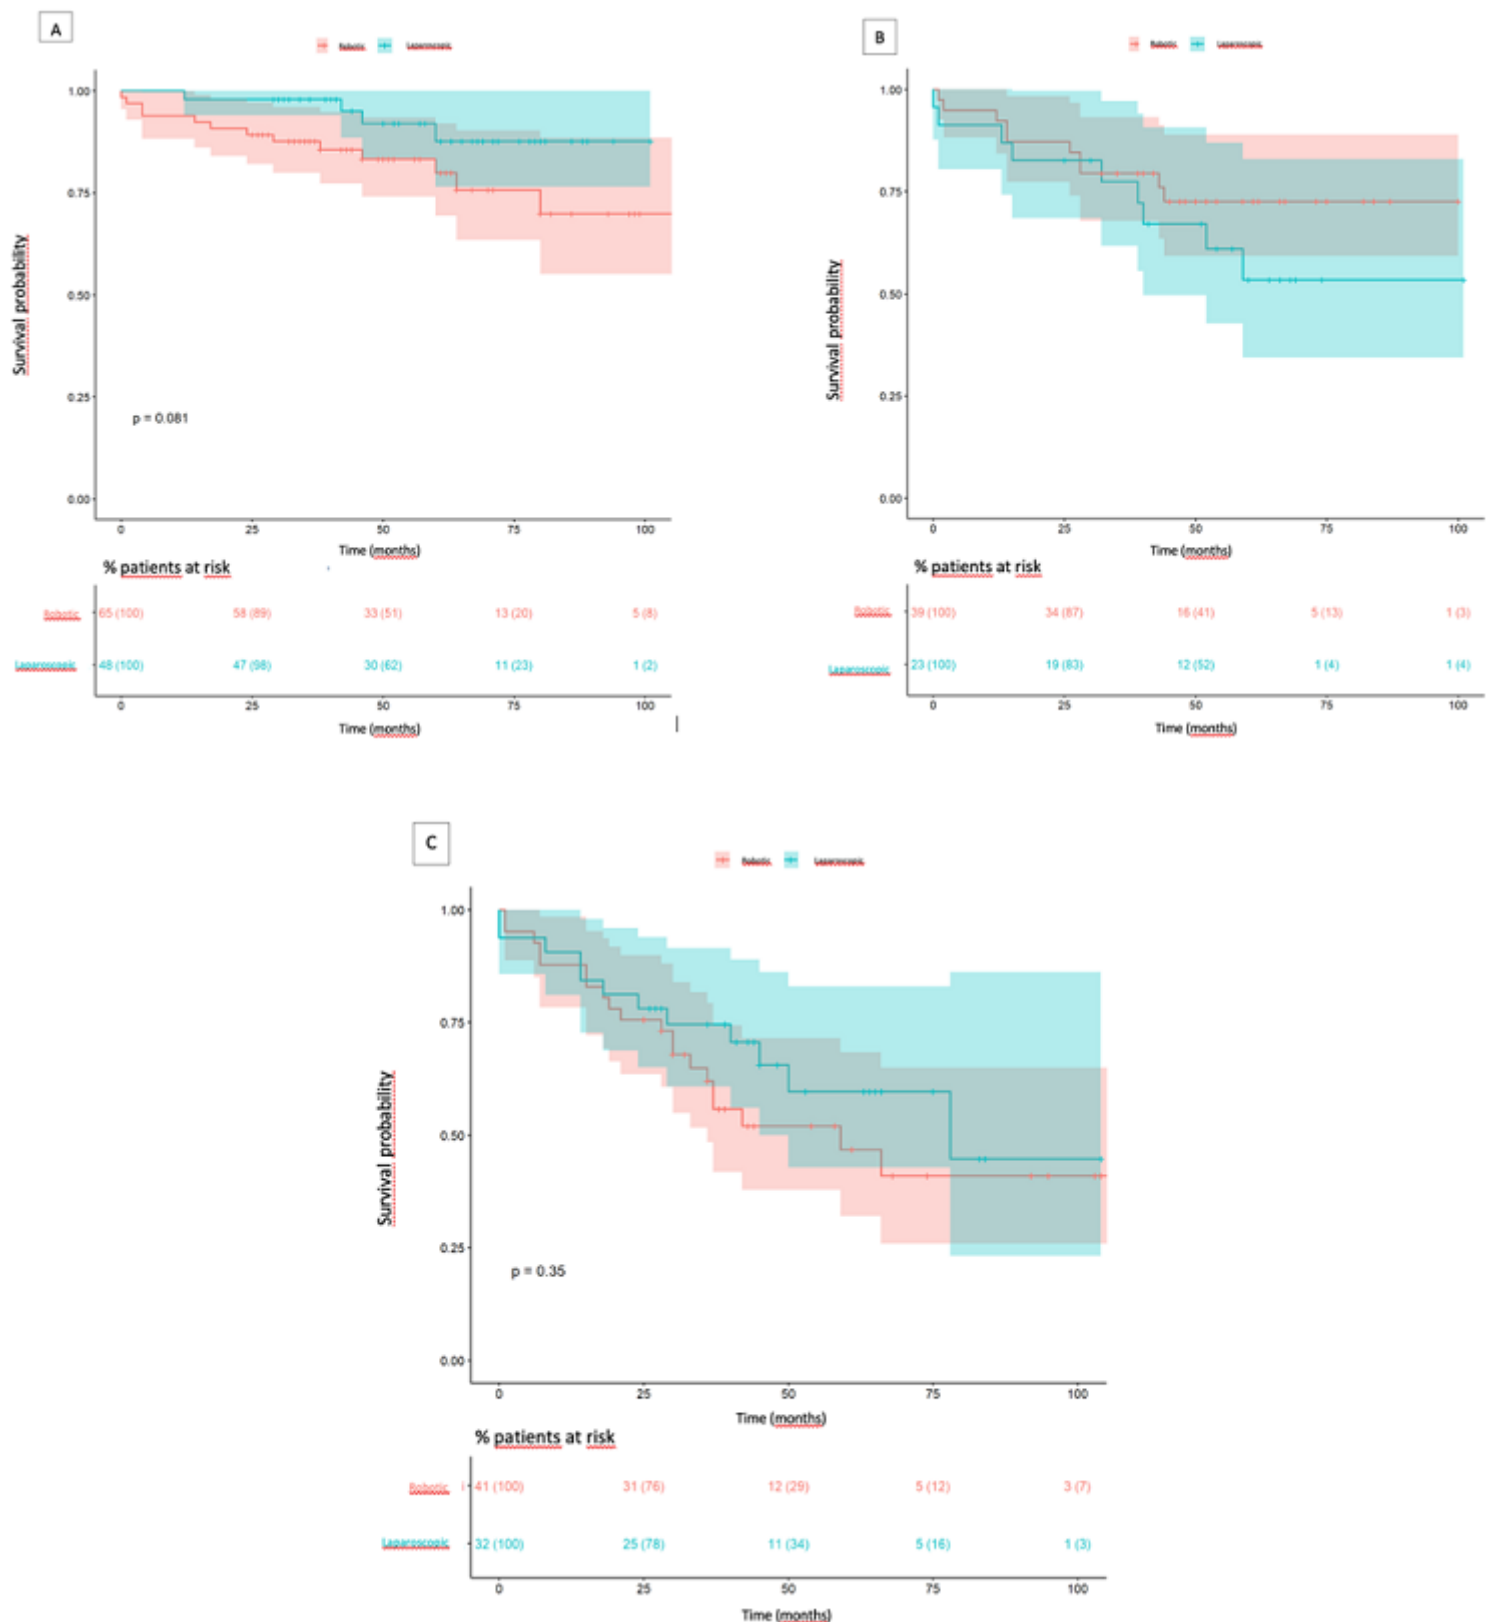 A
Robotic Laparoscopic
1.00
0.75
0.50
0.25
0.00
Survival probability
p = 0.081
0 25 50 75 100
Time (months)
% patients at risk
Robotic 65 (100) 58 (89) 33 (51) 13 (20) 5 (8)
Laparoscopic 48 (100) 47 (98) 30 (62) 11 (23) 1 (2)
0 25 50 75 100
Time (months)
B
Robotic Laparoscopic
1.00
0.75
0.50
0.25
0.00
Survival probability
0 25 50 75 100
Time (months)
% patients at risk
Robotic 39 (100) 34 (87) 16 (41) 5 (13) 1 (3)
Laparoscopic 23 (100) 19 (83) 12 (52) 1 (4) 1 (4)
0 25 50 75 100
Time (months)
C
Robotic Laparoscopic
1.00
0.75
0.50
0.25
0.00
Survival probability
p = 0.35
0 25 50 75 100
Time (months)
% patients at risk
Robotic 41 (100) 31 (76) 12 (29) 5 (12) 3 (7)
Laparoscopic 32 (100) 25 (78) 11 (34) 5 (16) 1 (3)
0 25 50 75 100
Time (months)